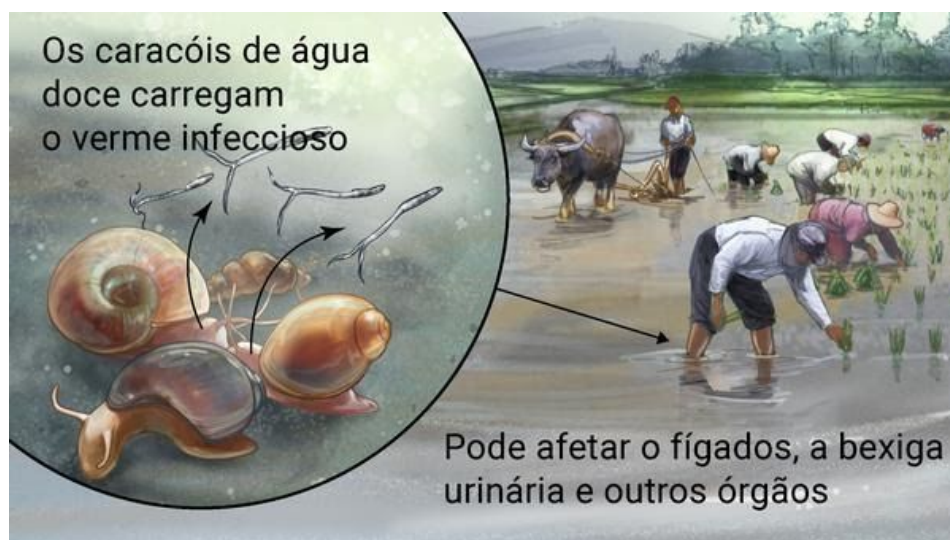 Os caracóis de água
doce carregam
o verme infeccioso
Pode afetar o fígados, a bexiga
urinária e outros órgãos